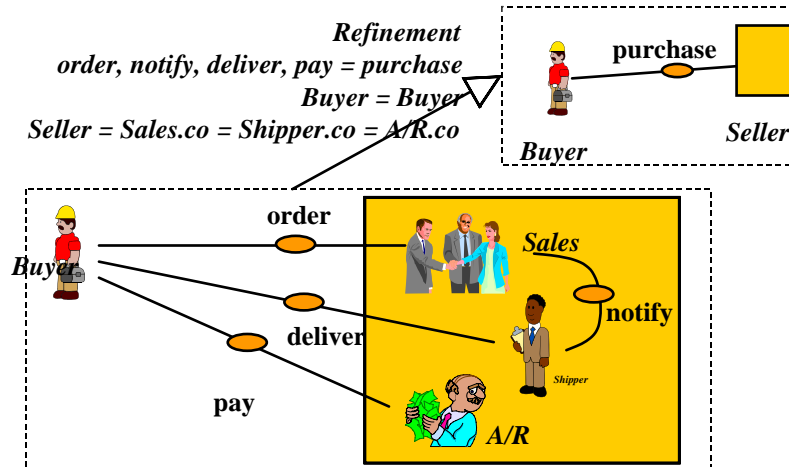 Refinement
order, notify, deliver, pay = purchase
Buyer = Buyer
Seller = Sales.co = Shipper.co = A/R.co
purchase
Buyer
Seller
order
Buyer
Sales
deliver
notify
Shipper
pay
A/R